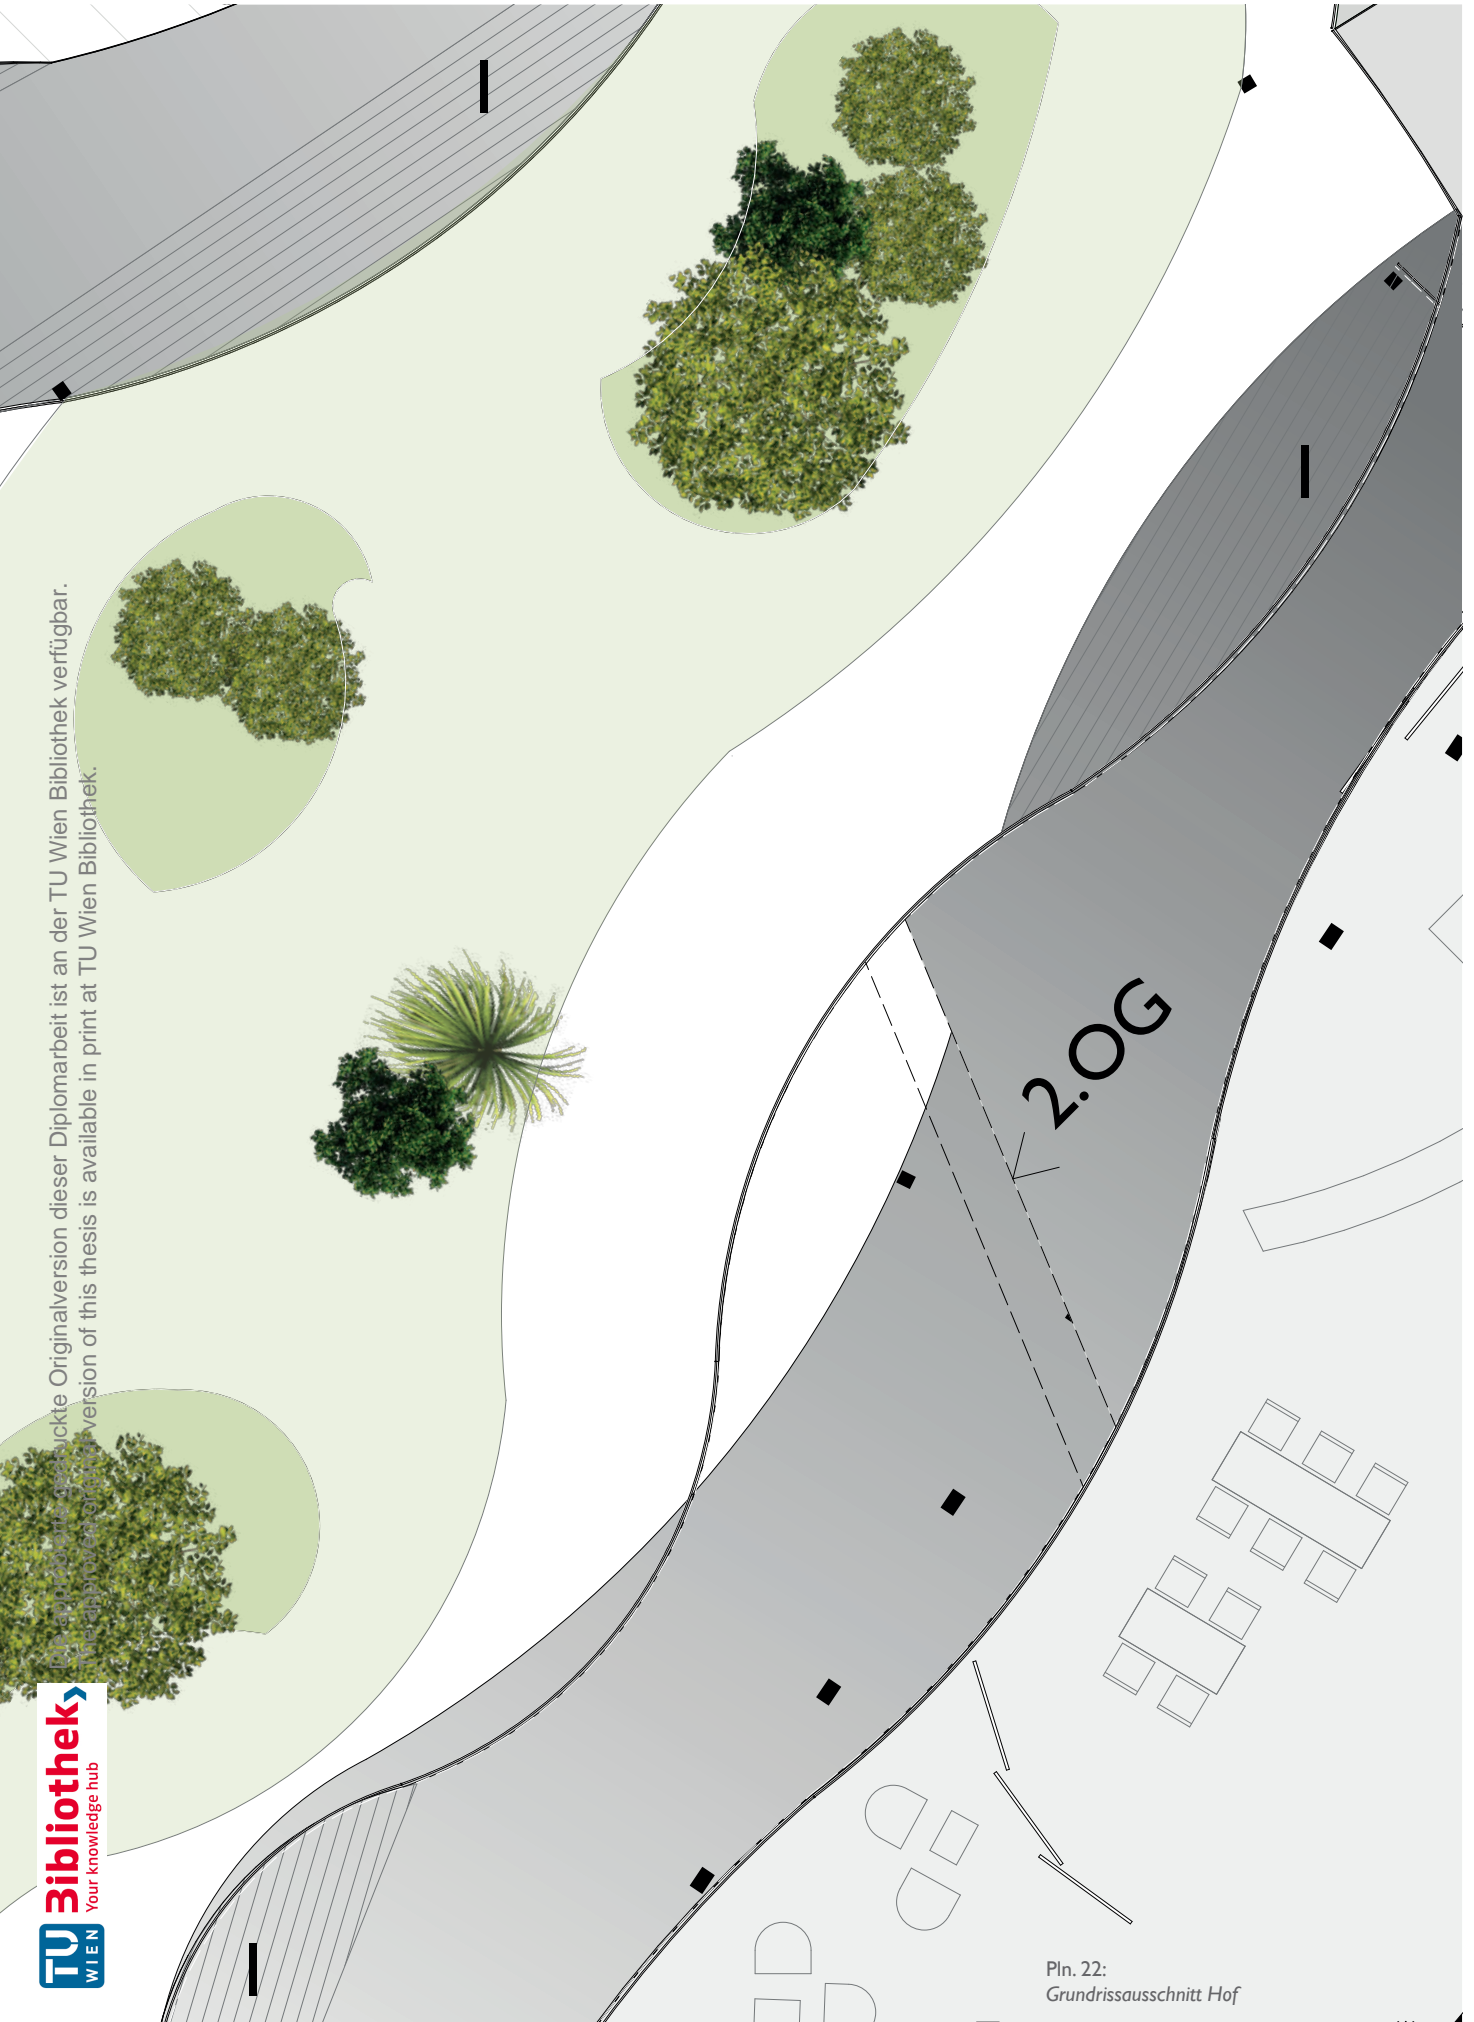 2.OG
Pln. 22:
Grundrissausschnitt Hof
Die approbierte gedruckte Originalversion dieser Diplomarbeit ist an der TU Wien Bibliothek verfügbar.
The approved original version of this thesis is available in print at TU Wien Bibliothek.
TU
WIEN
Bibliothek
Your knowledge hub